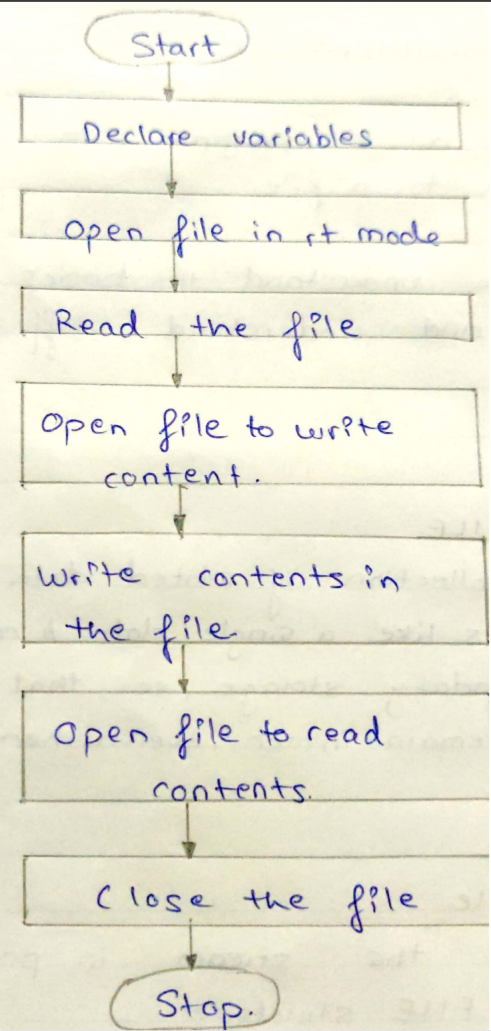 Start
Declare variables
Open file in rt mode
Read the file
Open file to write
content.
Write contents in
the file
Open file to read
contents.
Close the file
Stop.